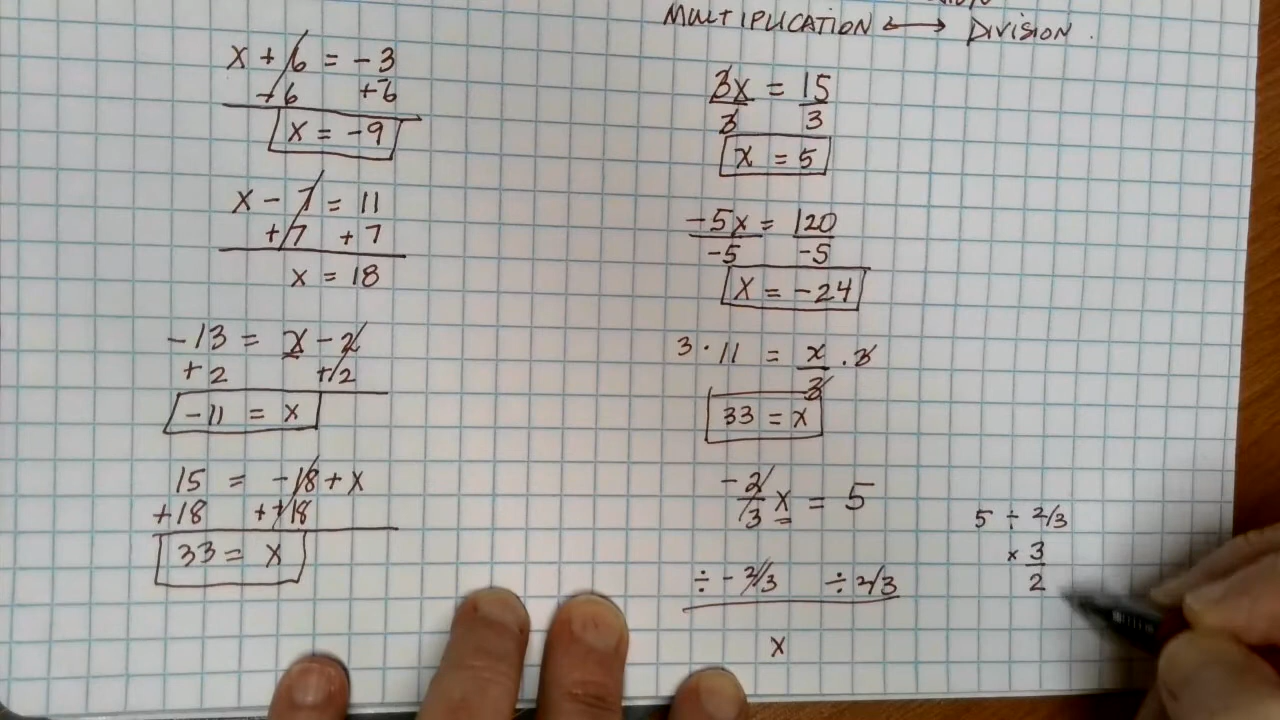 MULTIPLICATION ⟷ DIVISION.
x + 6 = -3
+6 +6
x = -9
x - 7 = 11
+7 +7
x = 18
-13 = x - 2
+2 +2
-11 = x
15 = -18 + x
+18 + +18
33 = x
3x = 15
3 3
x = 5
-5x = 120
-5 -5
x = -24
3 · 11 = x/3 · 3
33 = x
-2/3 x = 5
÷ -2/3 ÷ 2/3
x
5 ÷ 2/3
× 3/2